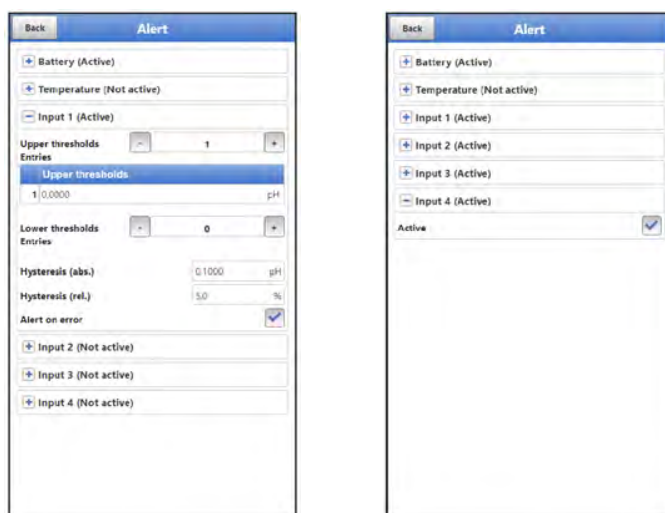 Back Alert
+ Battery (Active)
+ Temperature (Not active)
- Input 1 (Active)
Upper thresholds - 1 +
Entries
Upper thresholds
1 0.0000 pH
Lower thresholds - 0 +
Entries
Hysteresis (abs.) 0.1000 pH
Hysteresis (rel.) 5.0 %
Alert on error
+ Input 2 (Not active)
+ Input 3 (Not active)
+ Input 4 (Not active)
Back Alert
+ Battery (Active)
+ Temperature (Not active)
+ Input 1 (Active)
+ Input 2 (Active)
+ Input 3 (Active)
- Input 4 (Active)
Active